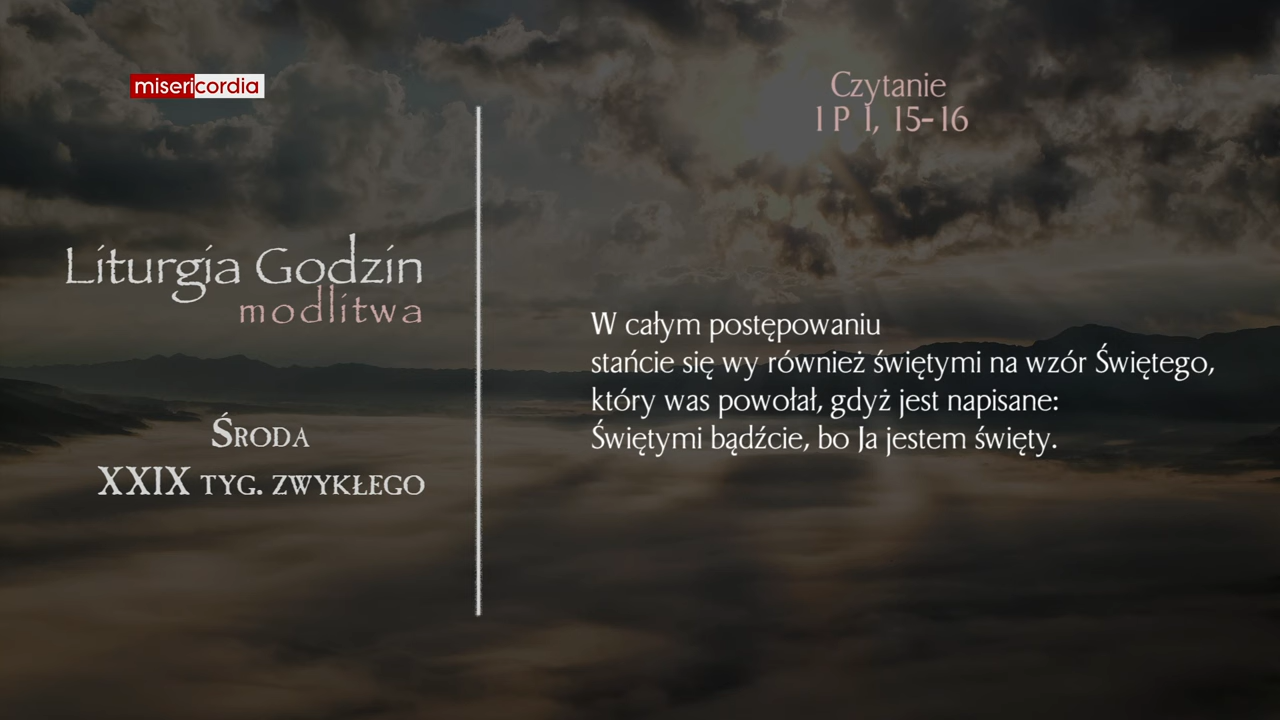 misericordia
Liturgia Godzin
modlitwa
Środa
XXIX tyg. zwykłego
Czytanie
1 P 1, 15-16
W całym postępowaniu
stańcie się wy również świętymi na wzór Świętego,
który was powołał, gdyż jest napisane:
Świętymi bądźcie, bo Ja jestem święty.